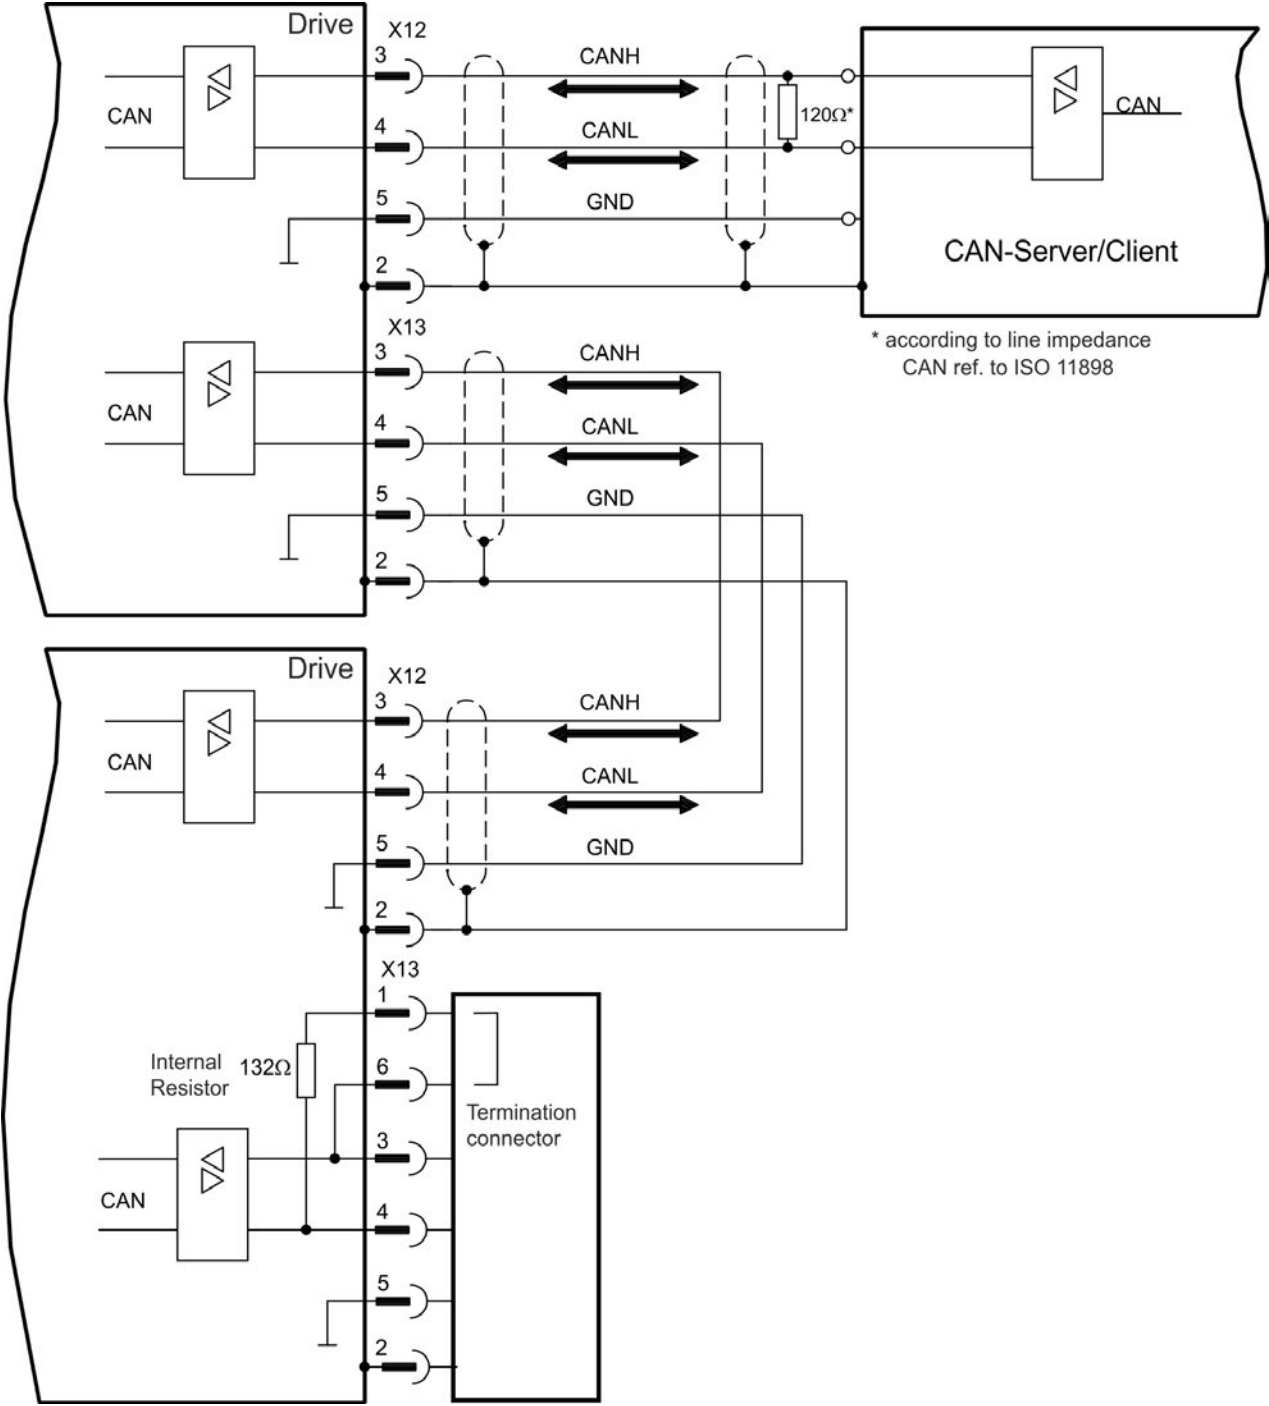 Drive
X12
3
CANH
CAN
120Ω*
CAN
4
CANL
5
GND
CAN-Server/Client
2
X13
* according to line impedance
CAN ref. to ISO 11898
3
CANH
CAN
4
CANL
5
GND
2
Drive
X12
3
CANH
CAN
4
CANL
5
GND
2
X13
1
Internal
Resistor
132Ω
6
Termination
connector
3
CAN
4
5
2